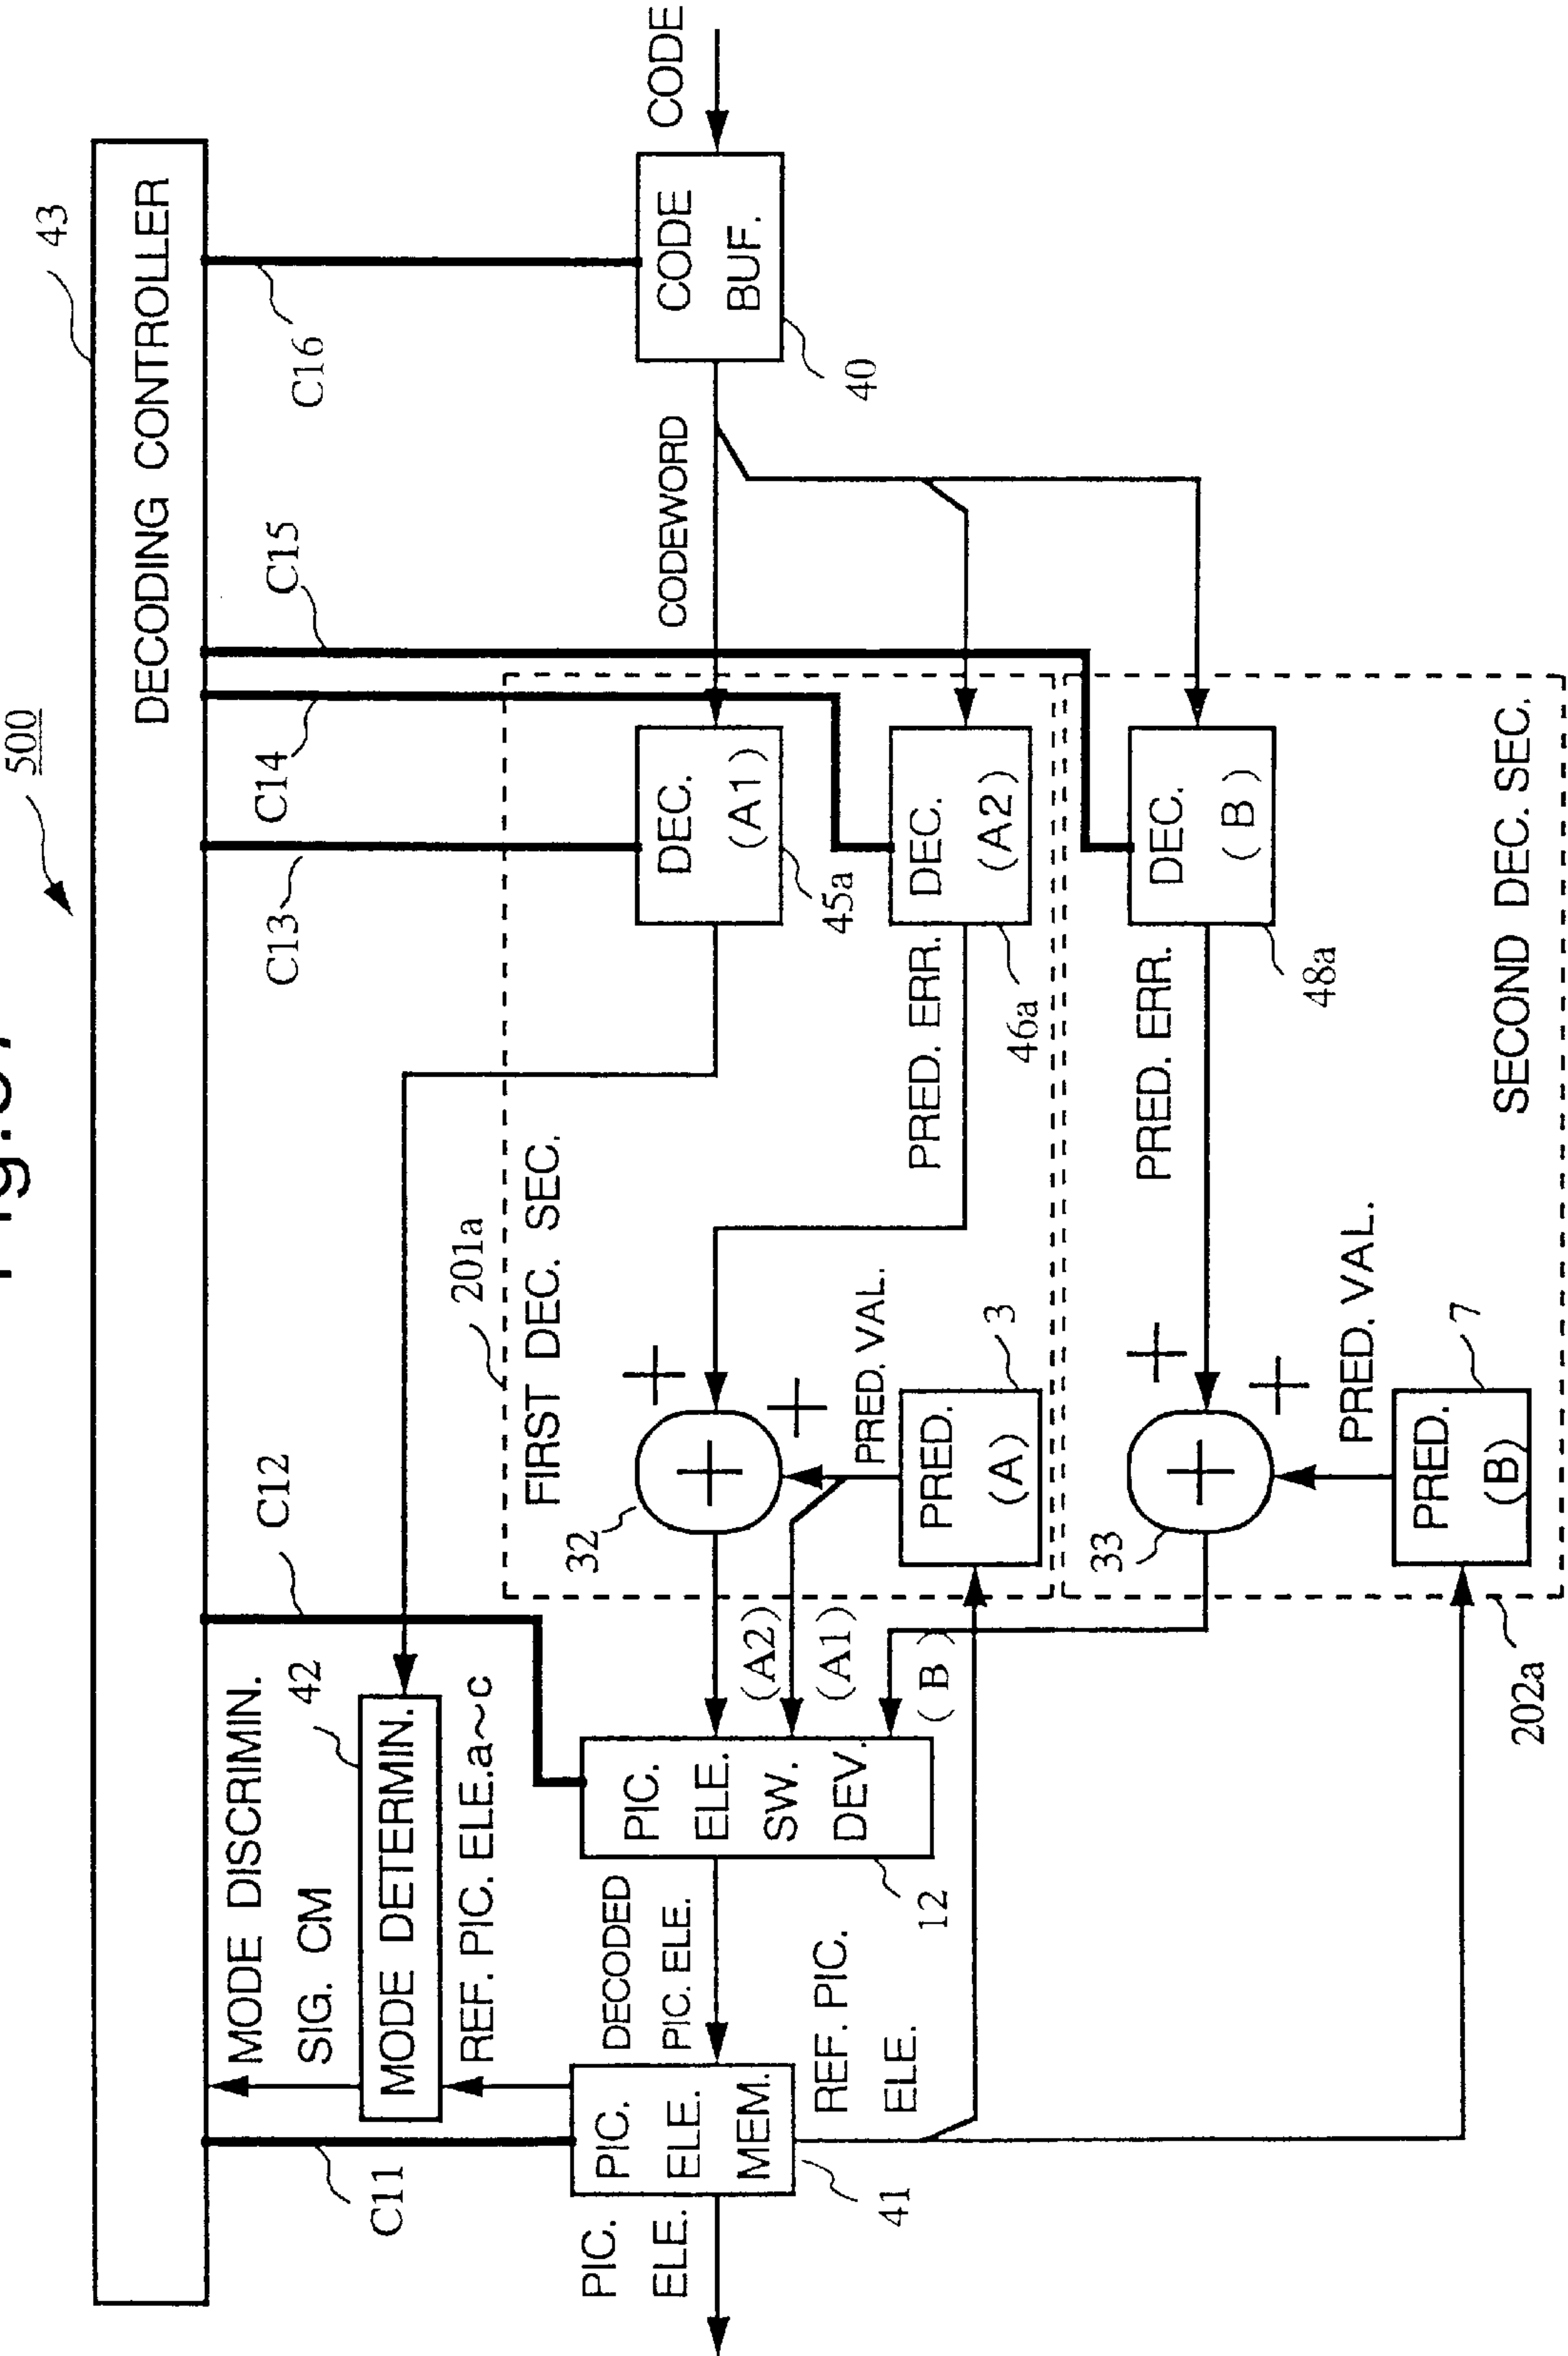 500
43
DECODING CONTROLLER
C11
C12
C13
C14
C15
C16
MODE DISCRIMIN.
SIG. CM
42
MODE DETERMIN.
REF. PIC. ELE.a~c
PIC.
ELE.
PIC.
ELE.
MEM.
41
DECODED
PIC. ELE.
REF. PIC.
ELE.
PIC.
ELE.
SW.
DEV.
12
(A2)
(A1)
(B)
201a
FIRST DEC. SEC.
32
+
+
+
PRED. VAL.
3
PRED.
(A)
PRED. ERR.
DEC.
(A1)
45a
DEC.
(A2)
46a
CODEWORD
CODE
BUF.
40
CODE
33
+
+
+
PRED. VAL.
7
PRED.
(B)
PRED. ERR.
DEC.
(B)
48a
SECOND DEC. SEC.
202a